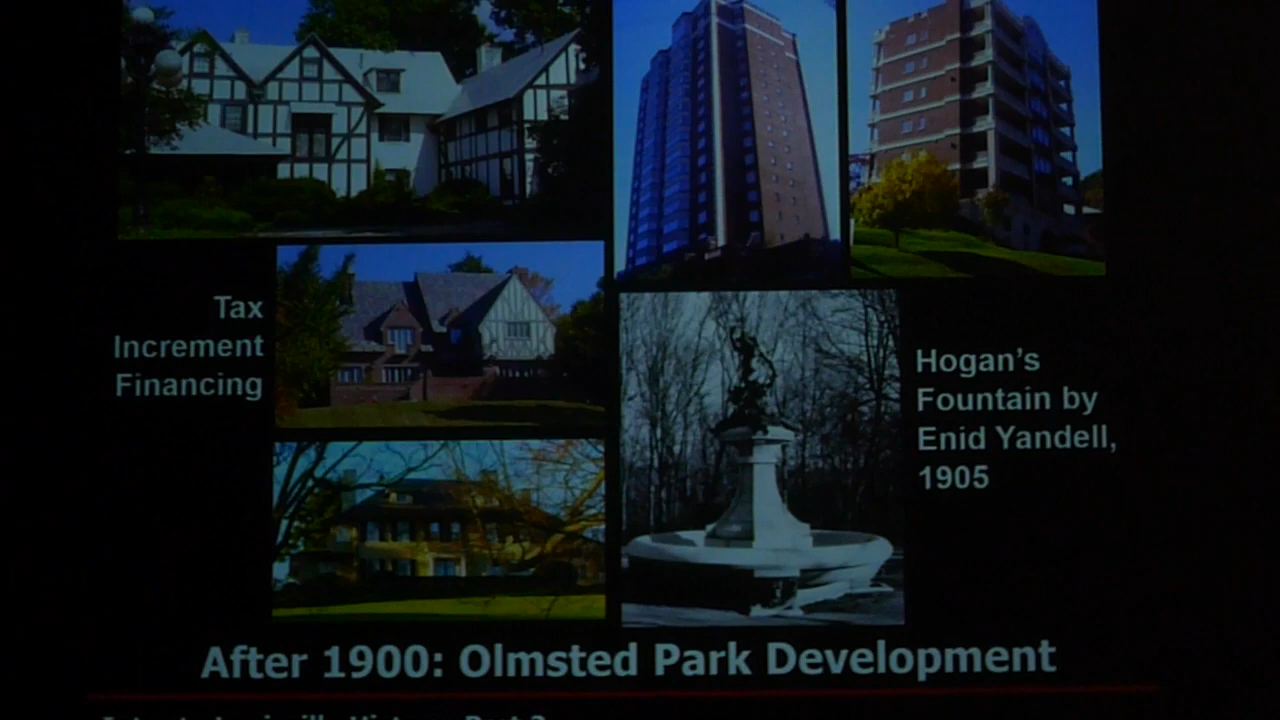 Tax
Increment
Financing
Hogan's
Fountain by
Enid Yandell,
1905
After 1900: Olmsted Park Development